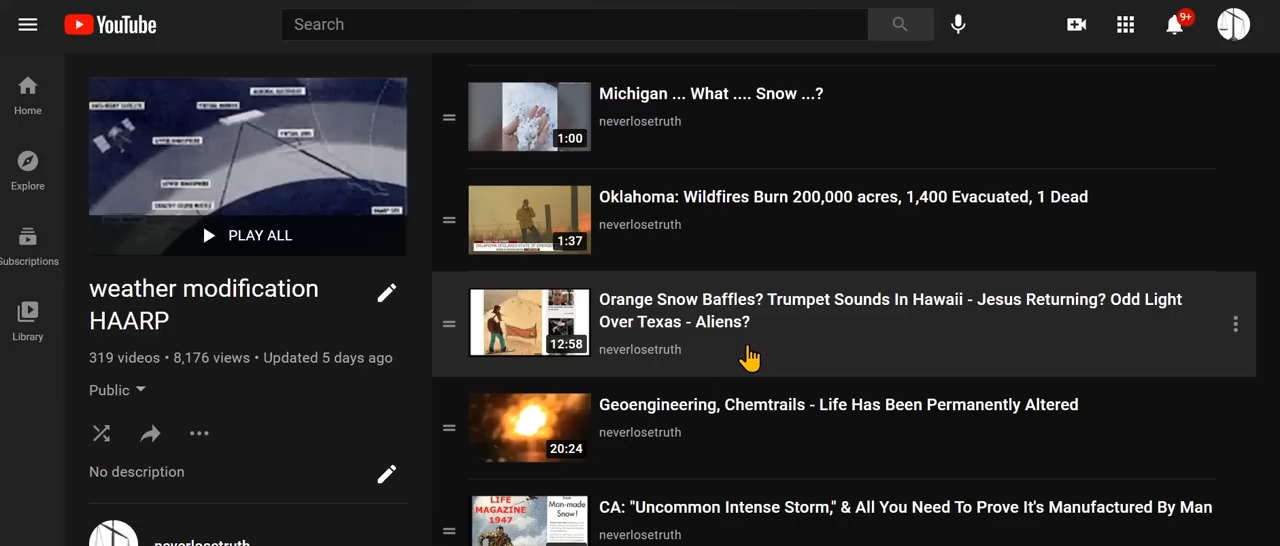 YouTube
Search
9+
Home
Explore
Subscriptions
Library
PLAY ALL
weather modification
HAARP
319 videos • 8,176 views • Updated 5 days ago
Public
No description
neverlosetruth
Michigan ... What .... Snow ...?
neverlosetruth
1:00
Oklahoma: Wildfires Burn 200,000 acres, 1,400 Evacuated, 1 Dead
neverlosetruth
1:37
Orange Snow Baffles? Trumpet Sounds In Hawaii - Jesus Returning? Odd Light
Over Texas - Aliens?
neverlosetruth
12:58
Geoengineering, Chemtrails - Life Has Been Permanently Altered
neverlosetruth
20:24
LIFE
MAGAZINE
1947
Man-made
Snow!
CA: "Uncommon Intense Storm," & All You Need To Prove It's Manufactured By Man
neverlosetruth